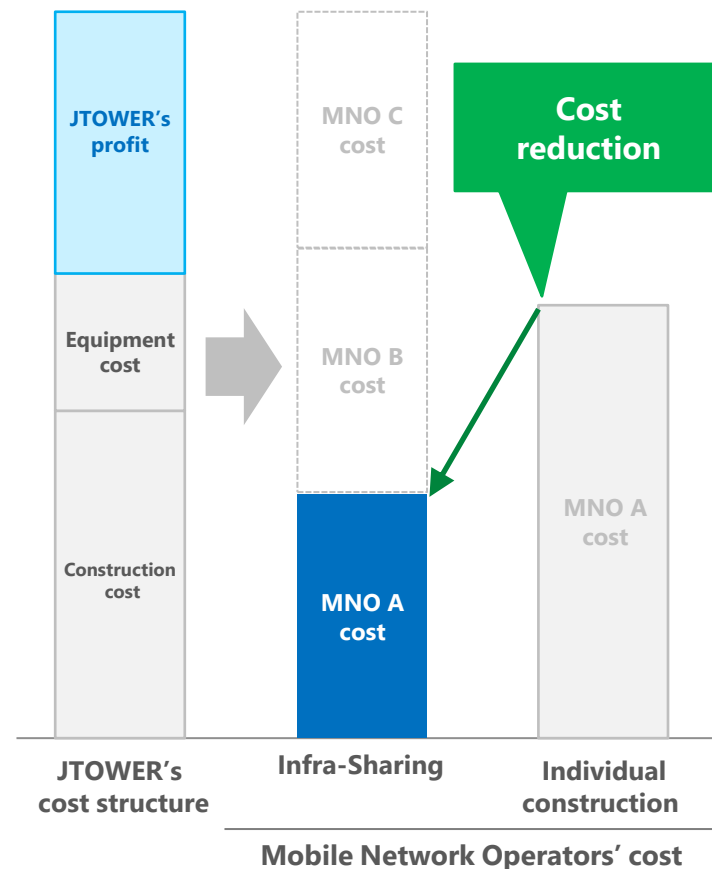 JTOWER’s
profit
Equipment
cost
Construction
cost
MNO C
cost
MNO B
cost
MNO A
cost
Cost
reduction
MNO A
cost
JTOWER’s
cost structure
Infra-Sharing
Individual
construction
Mobile Network Operators’ cost